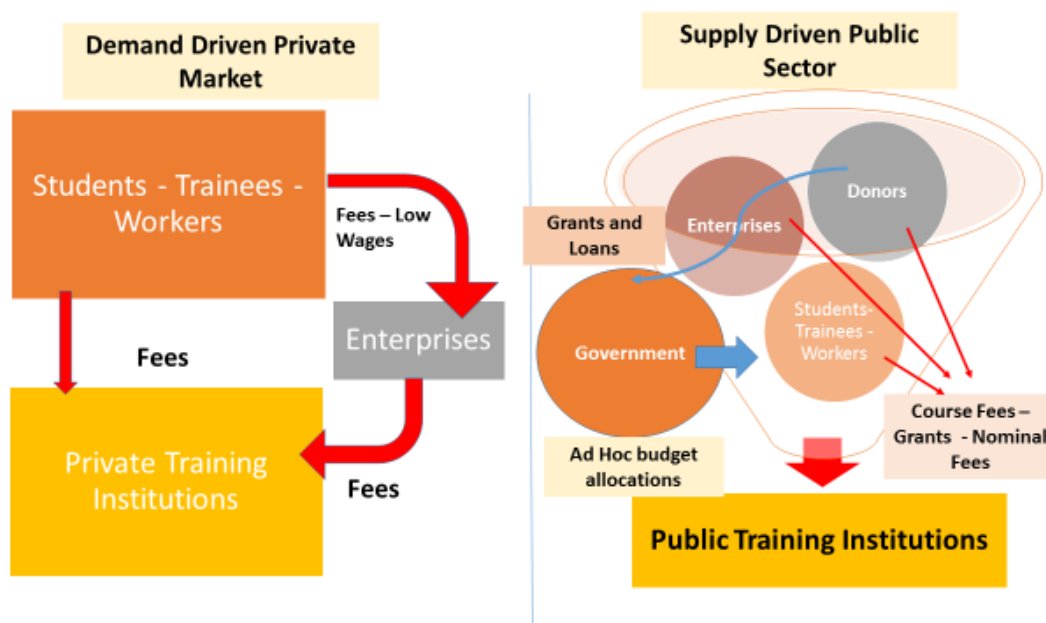 Demand Driven Private
Market
Students - Trainees -
Workers
Fees – Low
Wages
Enterprises
Fees
Private Training
Institutions
Fees
Supply Driven Public
Sector
Donors
Enterprises
Grants and
Loans
Students-
Trainees -
Workers
Government
Course Fees –
Grants - Nominal
Fees
Ad Hoc budget
allocations
Public Training Institutions